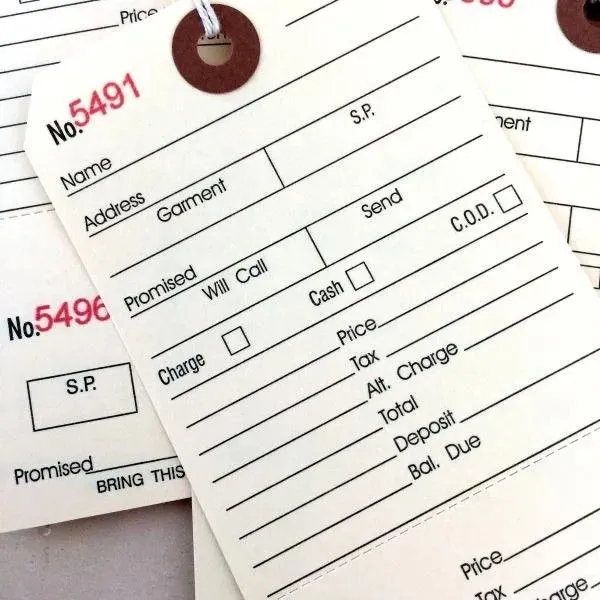 Price
No.5491
Name
Address
Garment S.P.
Promised
Will Call Send
Charge Cash C.O.D.
Price
Tax
Alt. Charge
Total
Deposit
Bal. Due
No.5496
S.P.
Promised
BRING THIS
Price
Tax